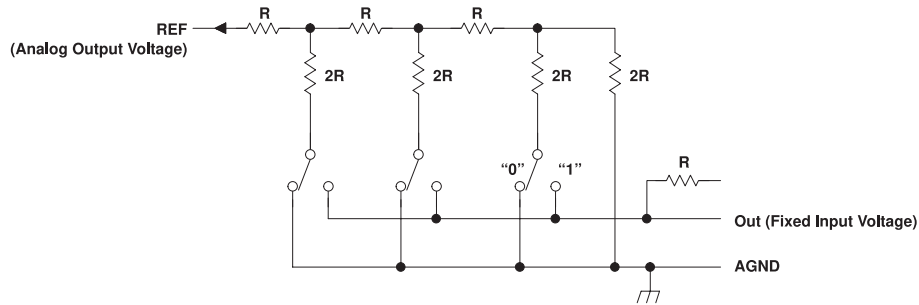 R
R
R
REF
(Analog Output Voltage)
2R
2R
2R
2R
"0"
"1"
R
Out (Fixed Input Voltage)
AGND